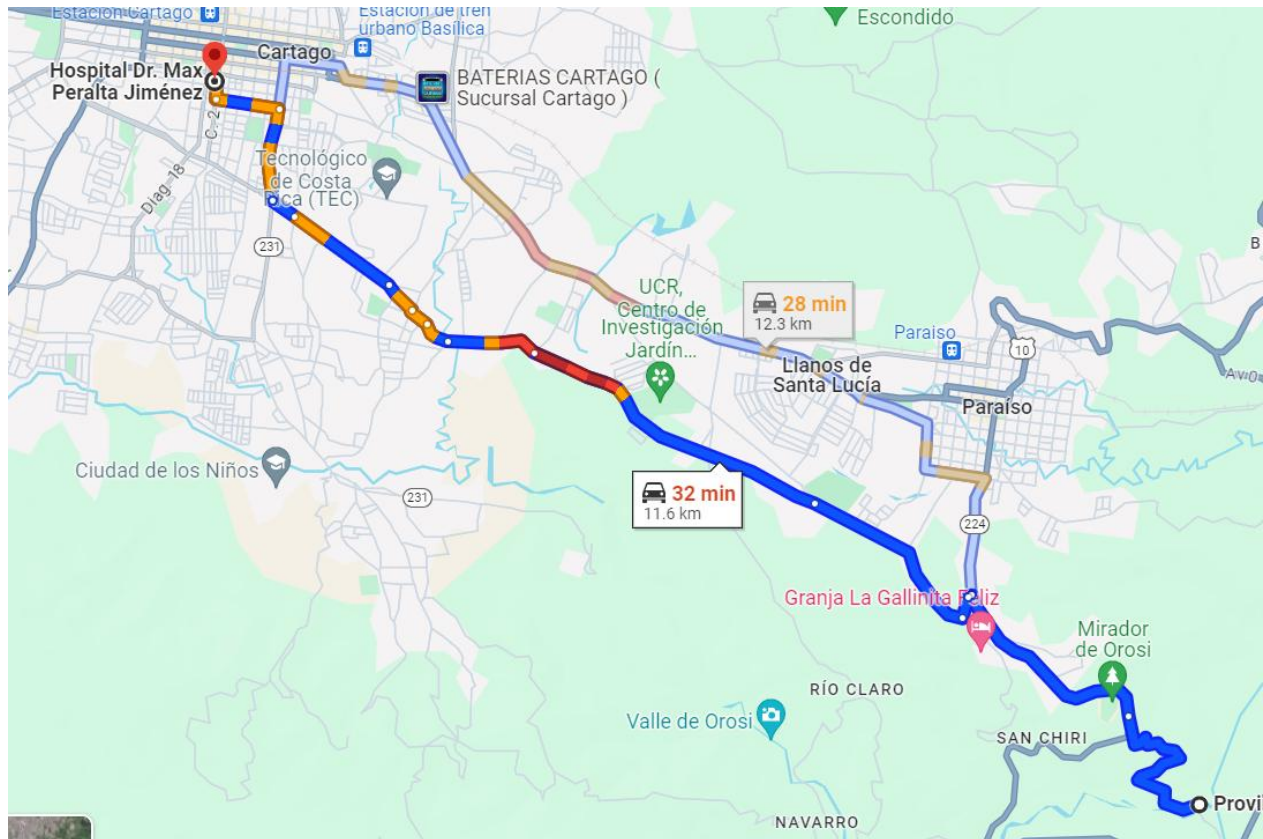 Estación Cartago
Estación de tren
urbano Basílica
Escondido
Cartago
Hospital Dr. Max
Peralta Jiménez
BATERIAS CARTAGO (
Sucursal Cartago )
C. 2
Diag. 18
Tecnológico
de Costa
Rica (TEC)
231
B
UCR,
Centro de
Investigación
Jardín...
28 min
12.3 km
Paraiso
10
Llanos de
Santa Lucía
Paraíso
Ciudad de los Niños
231
32 min
11.6 km
224
Granja La Gallinita Feliz
Mirador
de Orosi
RÍO CLARO
Valle de Orosi
SAN CHIRI
Provil
NAVARRO